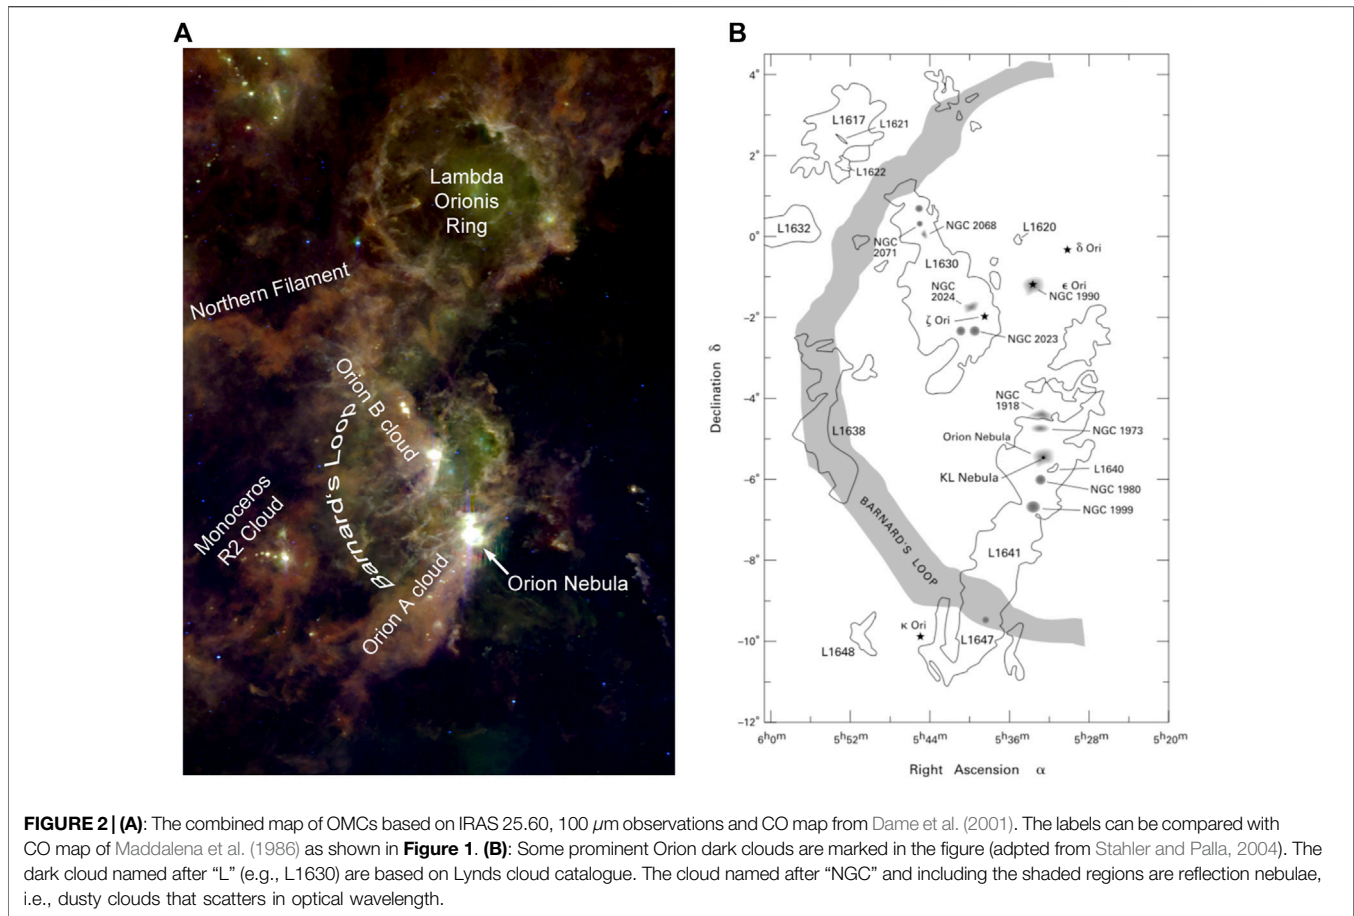 A
Lambda
Orionis
Ring
Northern Filament
Orion B cloud
Barnard's Loop
Monoceros
R2 Cloud
Orion A cloud
Orion Nebula
B
4°
2°
0°
−2°
−4°
−6°
−8°
−10°
−12°
Declination δ
L1617
L1621
L1622
L1632
NGC 2068
NGC
2071
L1620
δ Ori
L1630
NGC
2024
ϵ Ori
NGC 1990
ζ Ori
NGC 2023
NGC
1918
L1638
NGC 1973
Orion Nebula
L1640
KL Nebula
NGC 1980
NGC 1999
BARNARD'S LOOP
L1641
κ Ori
L1647
L1648
6ʰ0ᵐ
5ʰ52ᵐ
5ʰ44ᵐ
5ʰ36ᵐ
5ʰ28ᵐ
5ʰ20ᵐ
Right Ascension α
FIGURE 2 | (A): The combined map of OMCs based on IRAS 25.60, 100 µm observations and CO map from Dame et al. (2001). The labels can be compared with
CO map of Maddalena et al. (1986) as shown in Figure 1. (B): Some prominent Orion dark clouds are marked in the figure (adpted from Stahler and Palla, 2004). The
dark cloud named after “L” (e.g., L1630) are based on Lynds cloud catalogue. The cloud named after “NGC” and including the shaded regions are reflection nebulae,
i.e., dusty clouds that scatters in optical wavelength.